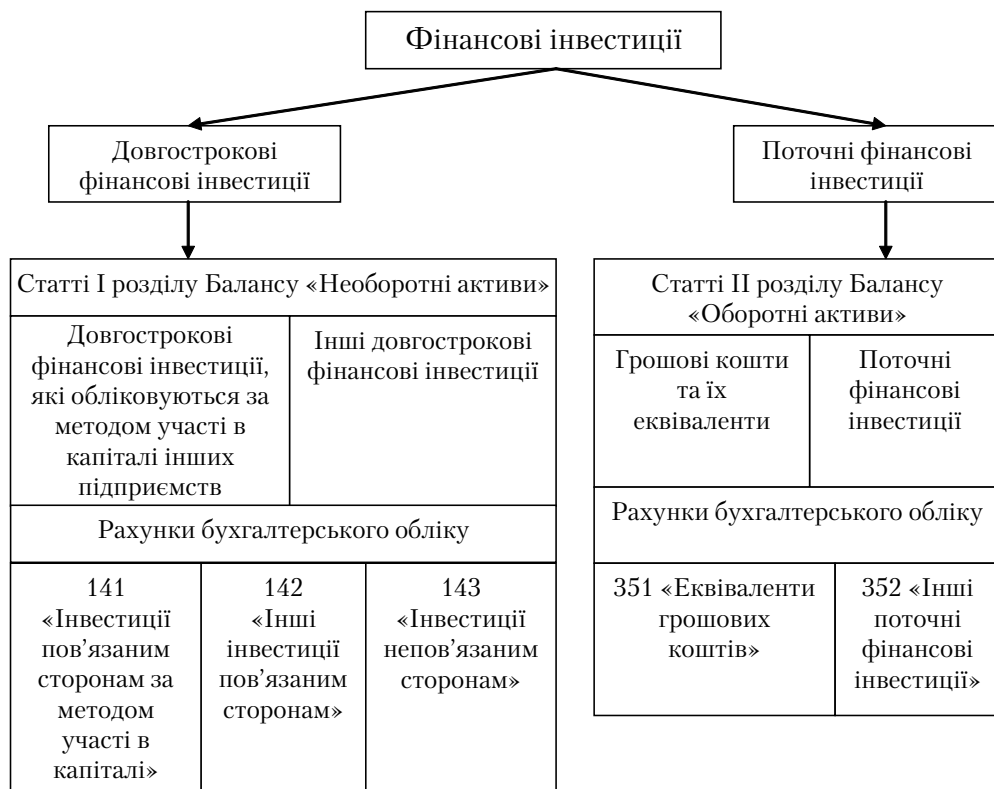 Фінансові інвестиції
Довгострокові
фінансові інвестиції
Поточні фінансові
інвестиції
Статті I розділу Балансу «Необоротні активи»
Довгострокові
фінансові інвестиції,
які обліковуються за
методом участі в
капіталі інших
підприємств
Інші довгострокові
фінансові інвестиції
Рахунки бухгалтерського обліку
141
«Інвестиції
пов’язаним
сторонам за
методом
участі в
капіталі»
142
«Інші
інвестиції
пов’язаним
сторонам»
143
«Інвестиції
непов’язаним
сторонам»
Статті II розділу Балансу
«Оборотні активи»
Грошові кошти
та їх
еквіваленти
Поточні
фінансові
інвестиції
Рахунки бухгалтерського обліку
351 «Еквіваленти
грошових
коштів»
352 «Інші
поточні
фінансові
інвестиції»